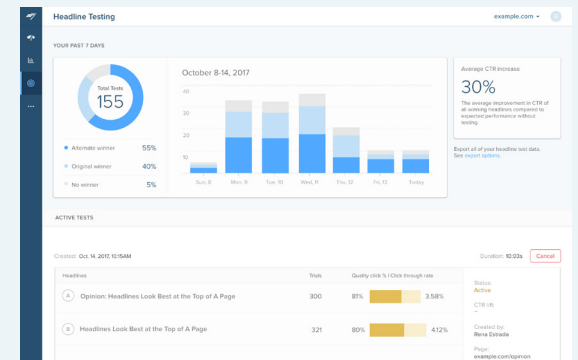 Headline Testing
example.com
YOUR PAST 7 DAYS
Total Tests
155
Alternate winner 55%
Original winner 40%
No winner 5%
October 8-14, 2017
40
30
20
10
Sun, 8 Mon, 9 Tue, 10 Wed, 11 Thu, 12 Fri, 13 Today
Average CTR increase
30%
The average improvement in CTR of
all winning headlines compared to
expected performance without
testing.
Export all of your headline test data.
See export options.
ACTIVE TESTS
Created: Oct. 14, 2017, 10:15AM
Duration: 10:03s Cancel
Headlines Trials Quality click % | Click through rate
Opinion: Headlines Look Best at the Top of A Page 300 81% 3.58%
Headlines Look Best at the Top of A Page 321 80% 4.12%
Status:
Active
CTR lift:
-
Created by:
Rena Estrada
Page:
example.com/opinion